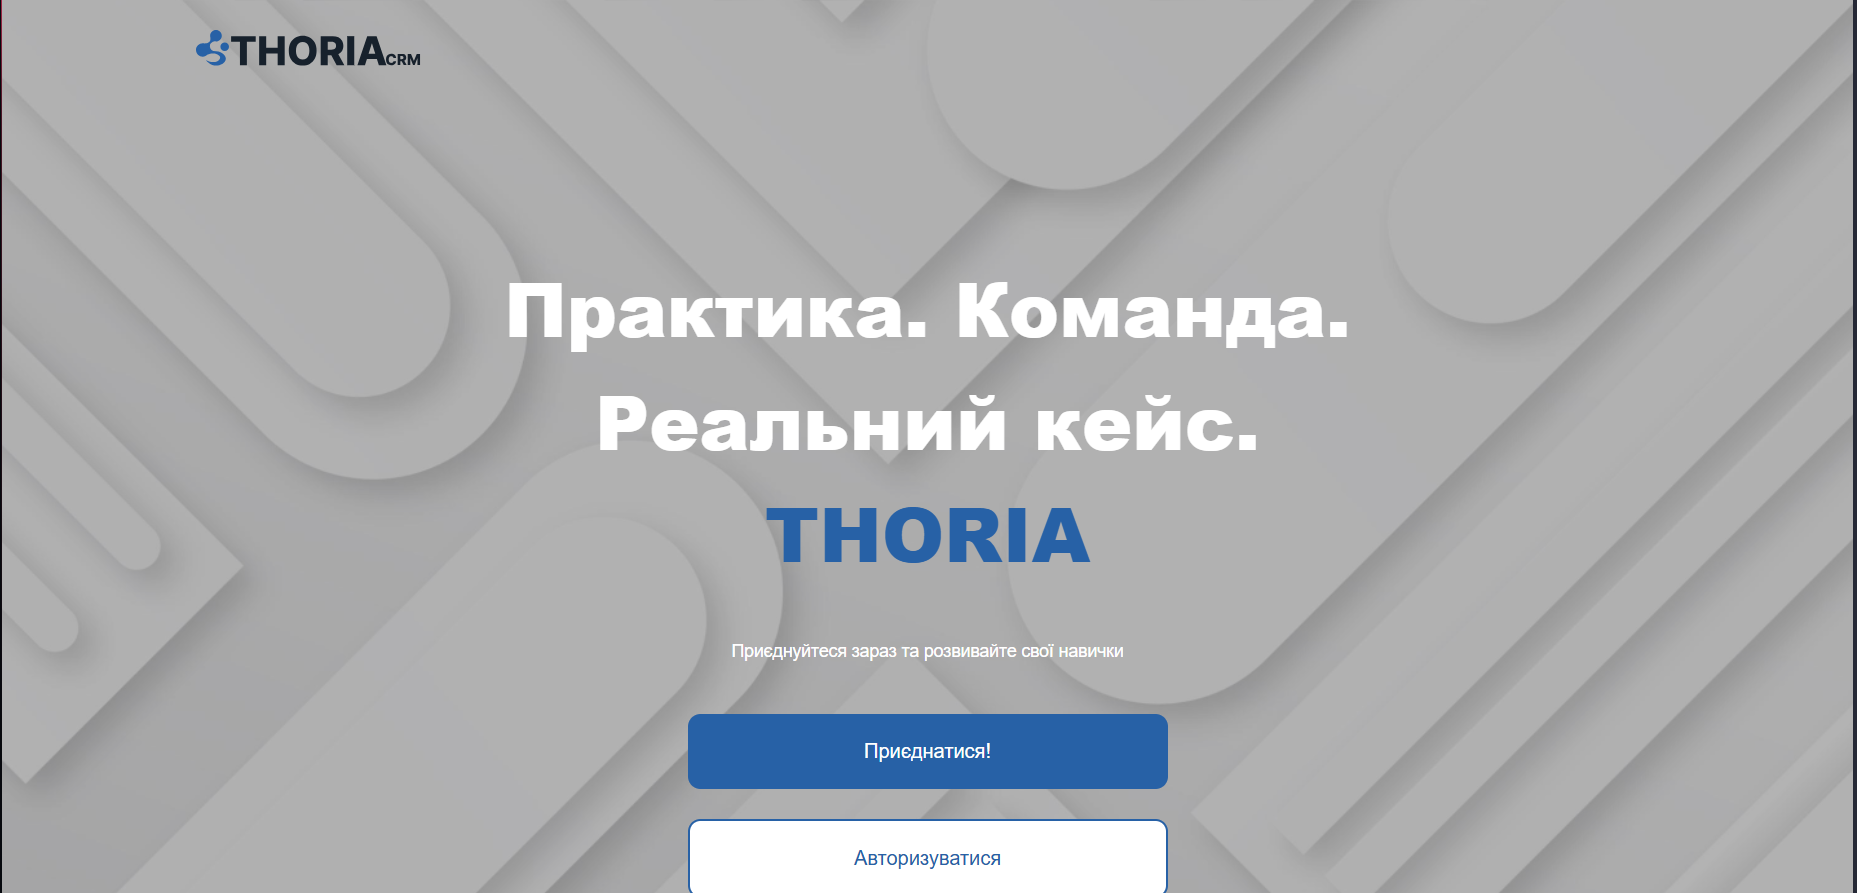 THORIA CRM
Практика. Команда.
Реальний кейс.
THORIA
Приєднуйтеся зараз та розвивайте свої навички
Приєднатися!
Авторизуватися